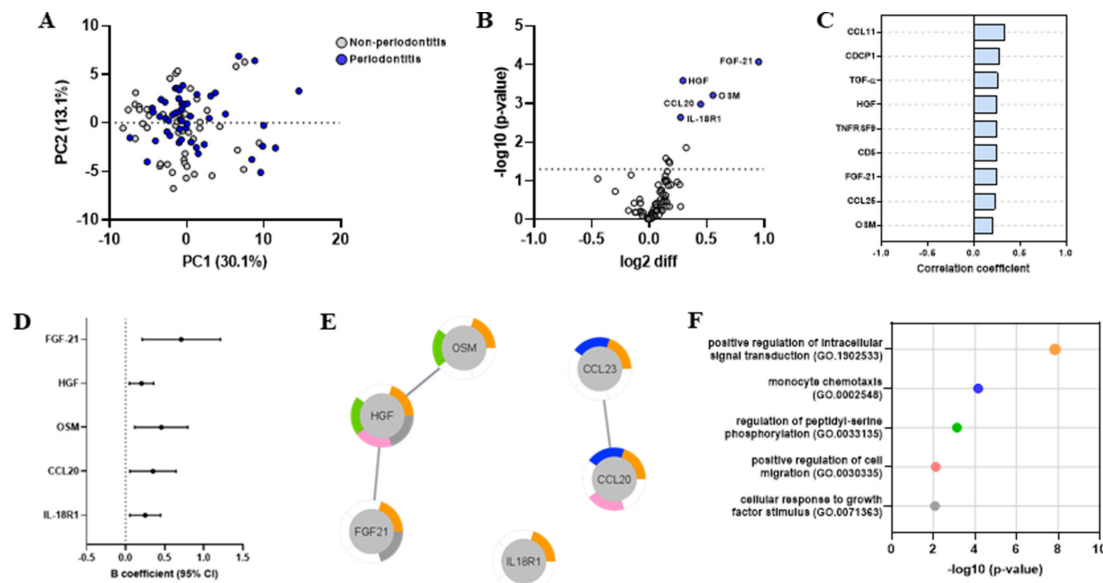 A
10
5
0
-5
-10
-10
0
10
20
PC2 (13.1%)
PC1 (30.1%)
Non-periodontitis
Periodontitis
B
5
4
3
2
1
0
-0.5
0.0
0.5
1.0
-log10 (p-value)
log2 diff
FGF-21
HGF
OSM
CCL20
IL-18R1
C
CCL11
CDCP1
TGF-α
HGF
TNFRSF9
CD5
FGF-21
CCL25
OSM
-1.0
-0.5
0.0
0.5
1.0
Correlation coefficient
D
FGF-21
HGF
OSM
CCL20
IL-18R1
0.0
0.5
1.0
1.5
B coefficient (95% CI)
E
OSM
HGF
FGF21
CCL23
CCL20
IL18R1
F
positive regulation of intracellular
signal transduction (GO.1902533)
monocyte chemotaxis
(GO.0002548)
regulation of peptidyl-serine
phosphorylation (GO.0033135)
positive regulation of cell
migration (GO.0030335)
cellular response to growth
factor stimulus (GO.0071363)
0
2
4
6
8
10
-log10 (p-value)